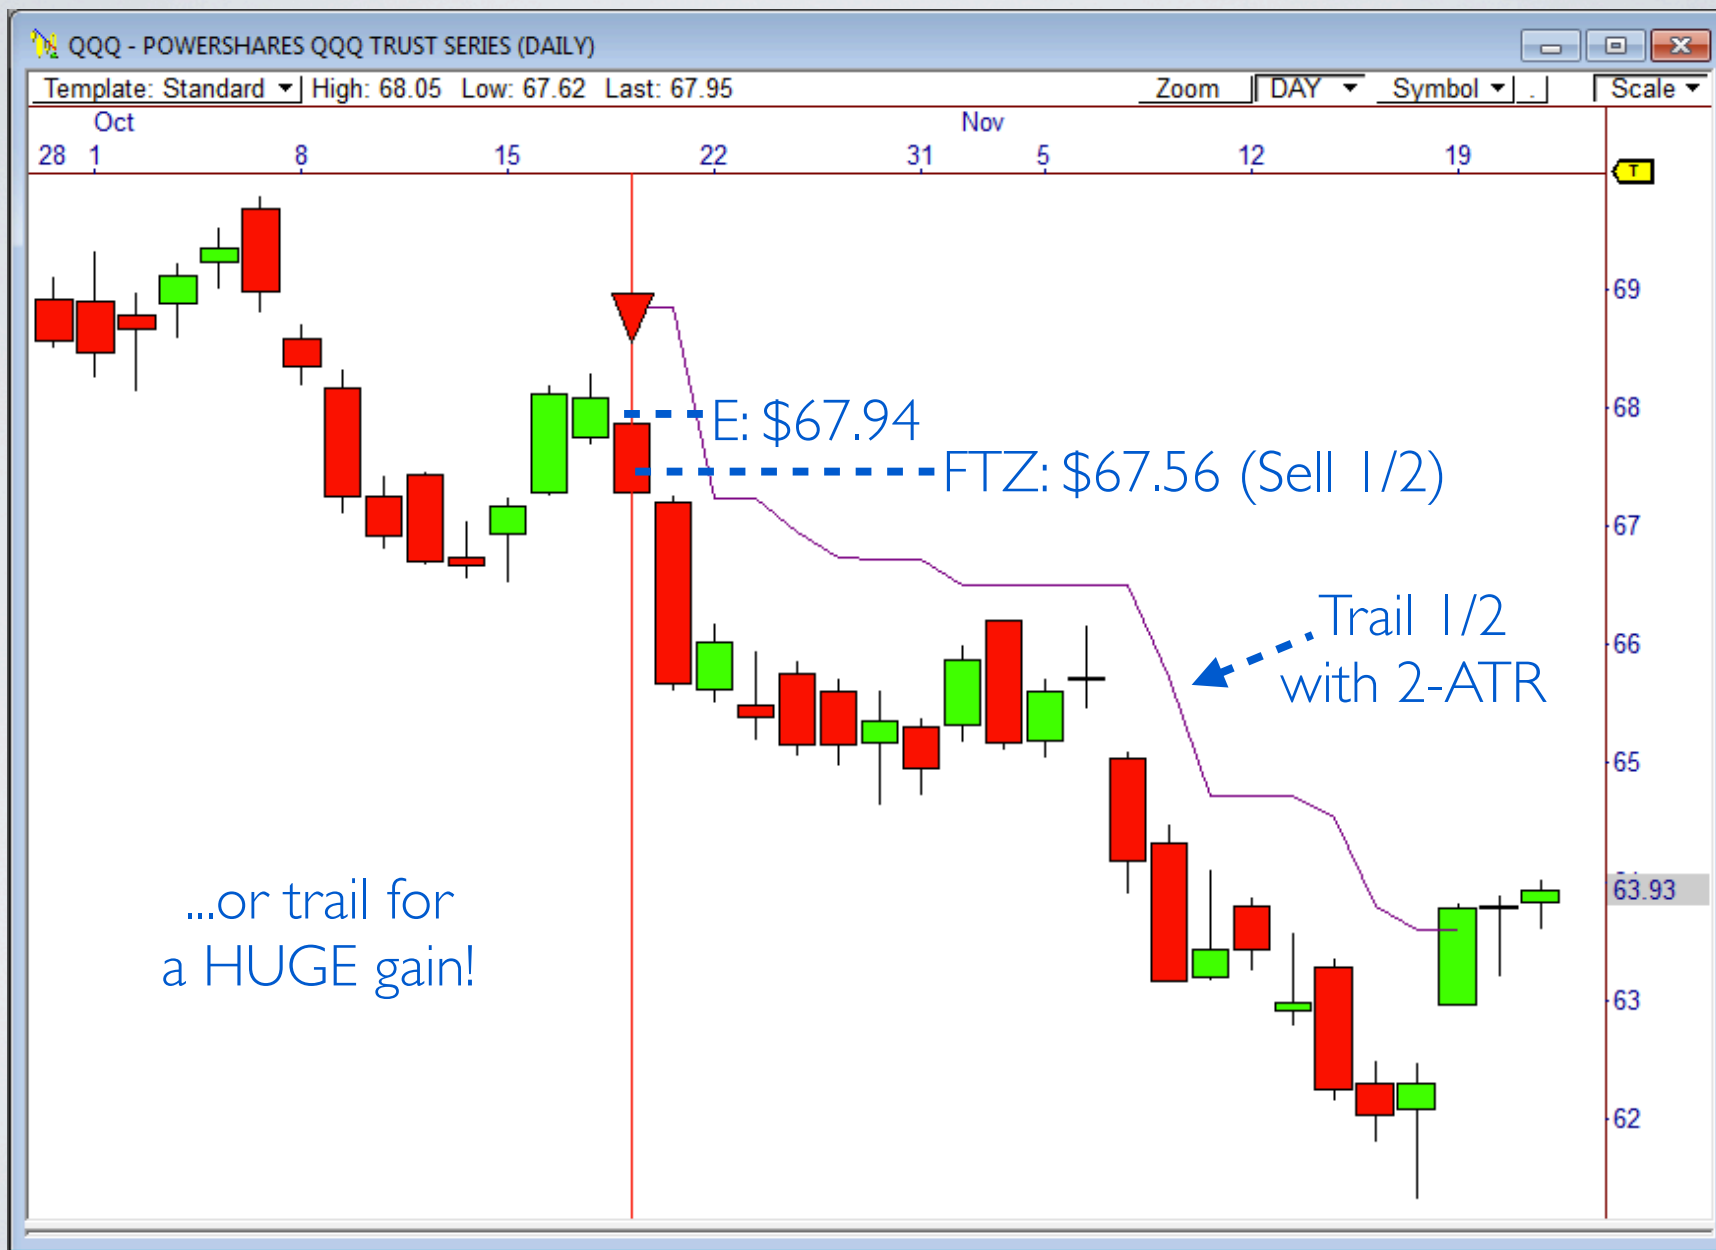 QQQ - POWERSHARES QQQ TRUST SERIES (DAILY)
Template: Standard High: 68.05 Low: 67.62 Last: 67.95 Zoom DAY Symbol . Scale
Oct Nov
28 1 8 15 22 31 5 12 19
T
69
68
E: $67.94
FTZ: $67.56 (Sell 1/2)
67
Trail 1/2
66
with 2-ATR
65
63.93
...or trail for
a HUGE gain!
63
62